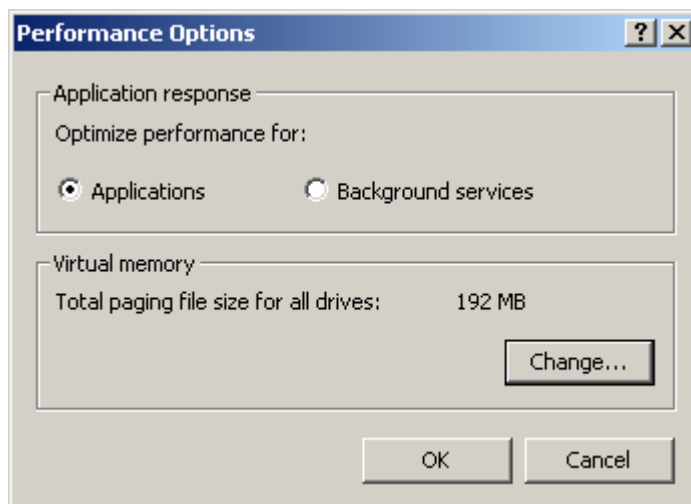 Performance Options
Application response
Optimize performance for:
Applications Background services
Virtual memory
Total paging file size for all drives: 192 MB
Change...
OK Cancel